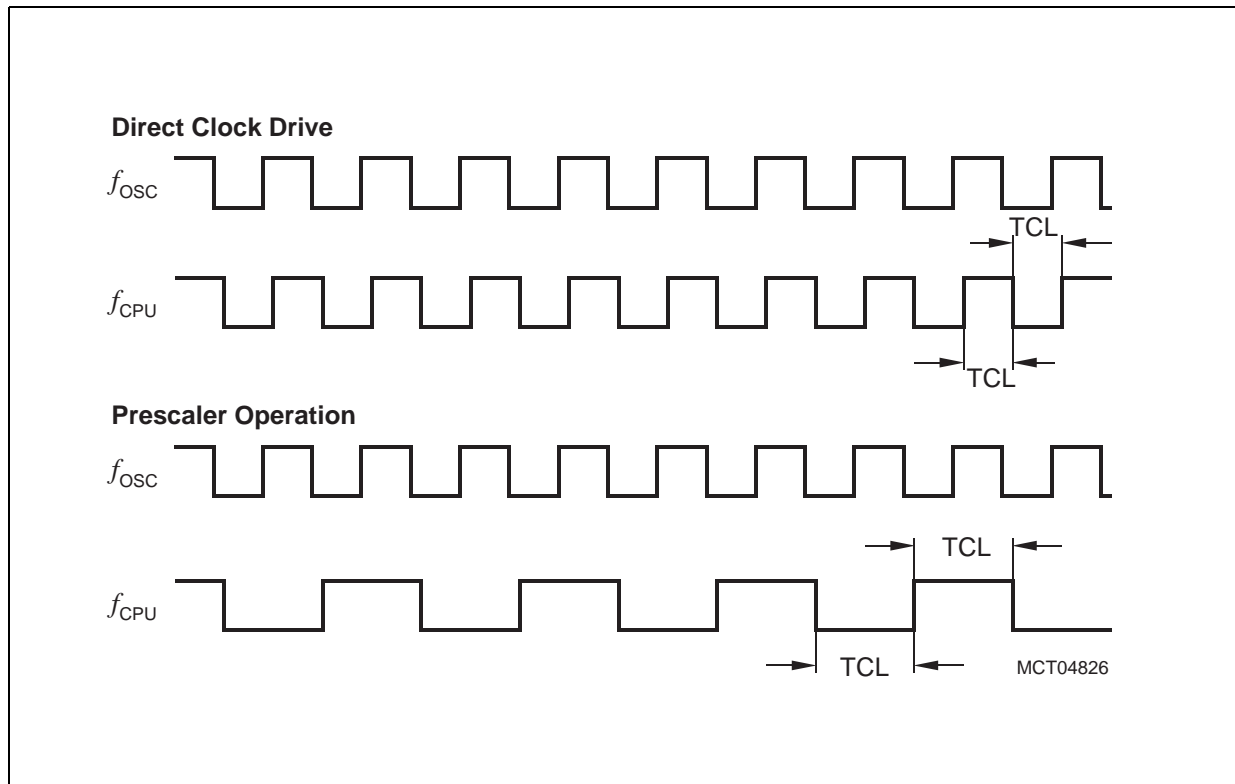 Direct Clock Drive
fOSC
TCL
fCPU
TCL
Prescaler Operation
fOSC
TCL
fCPU
TCL
MCT04826